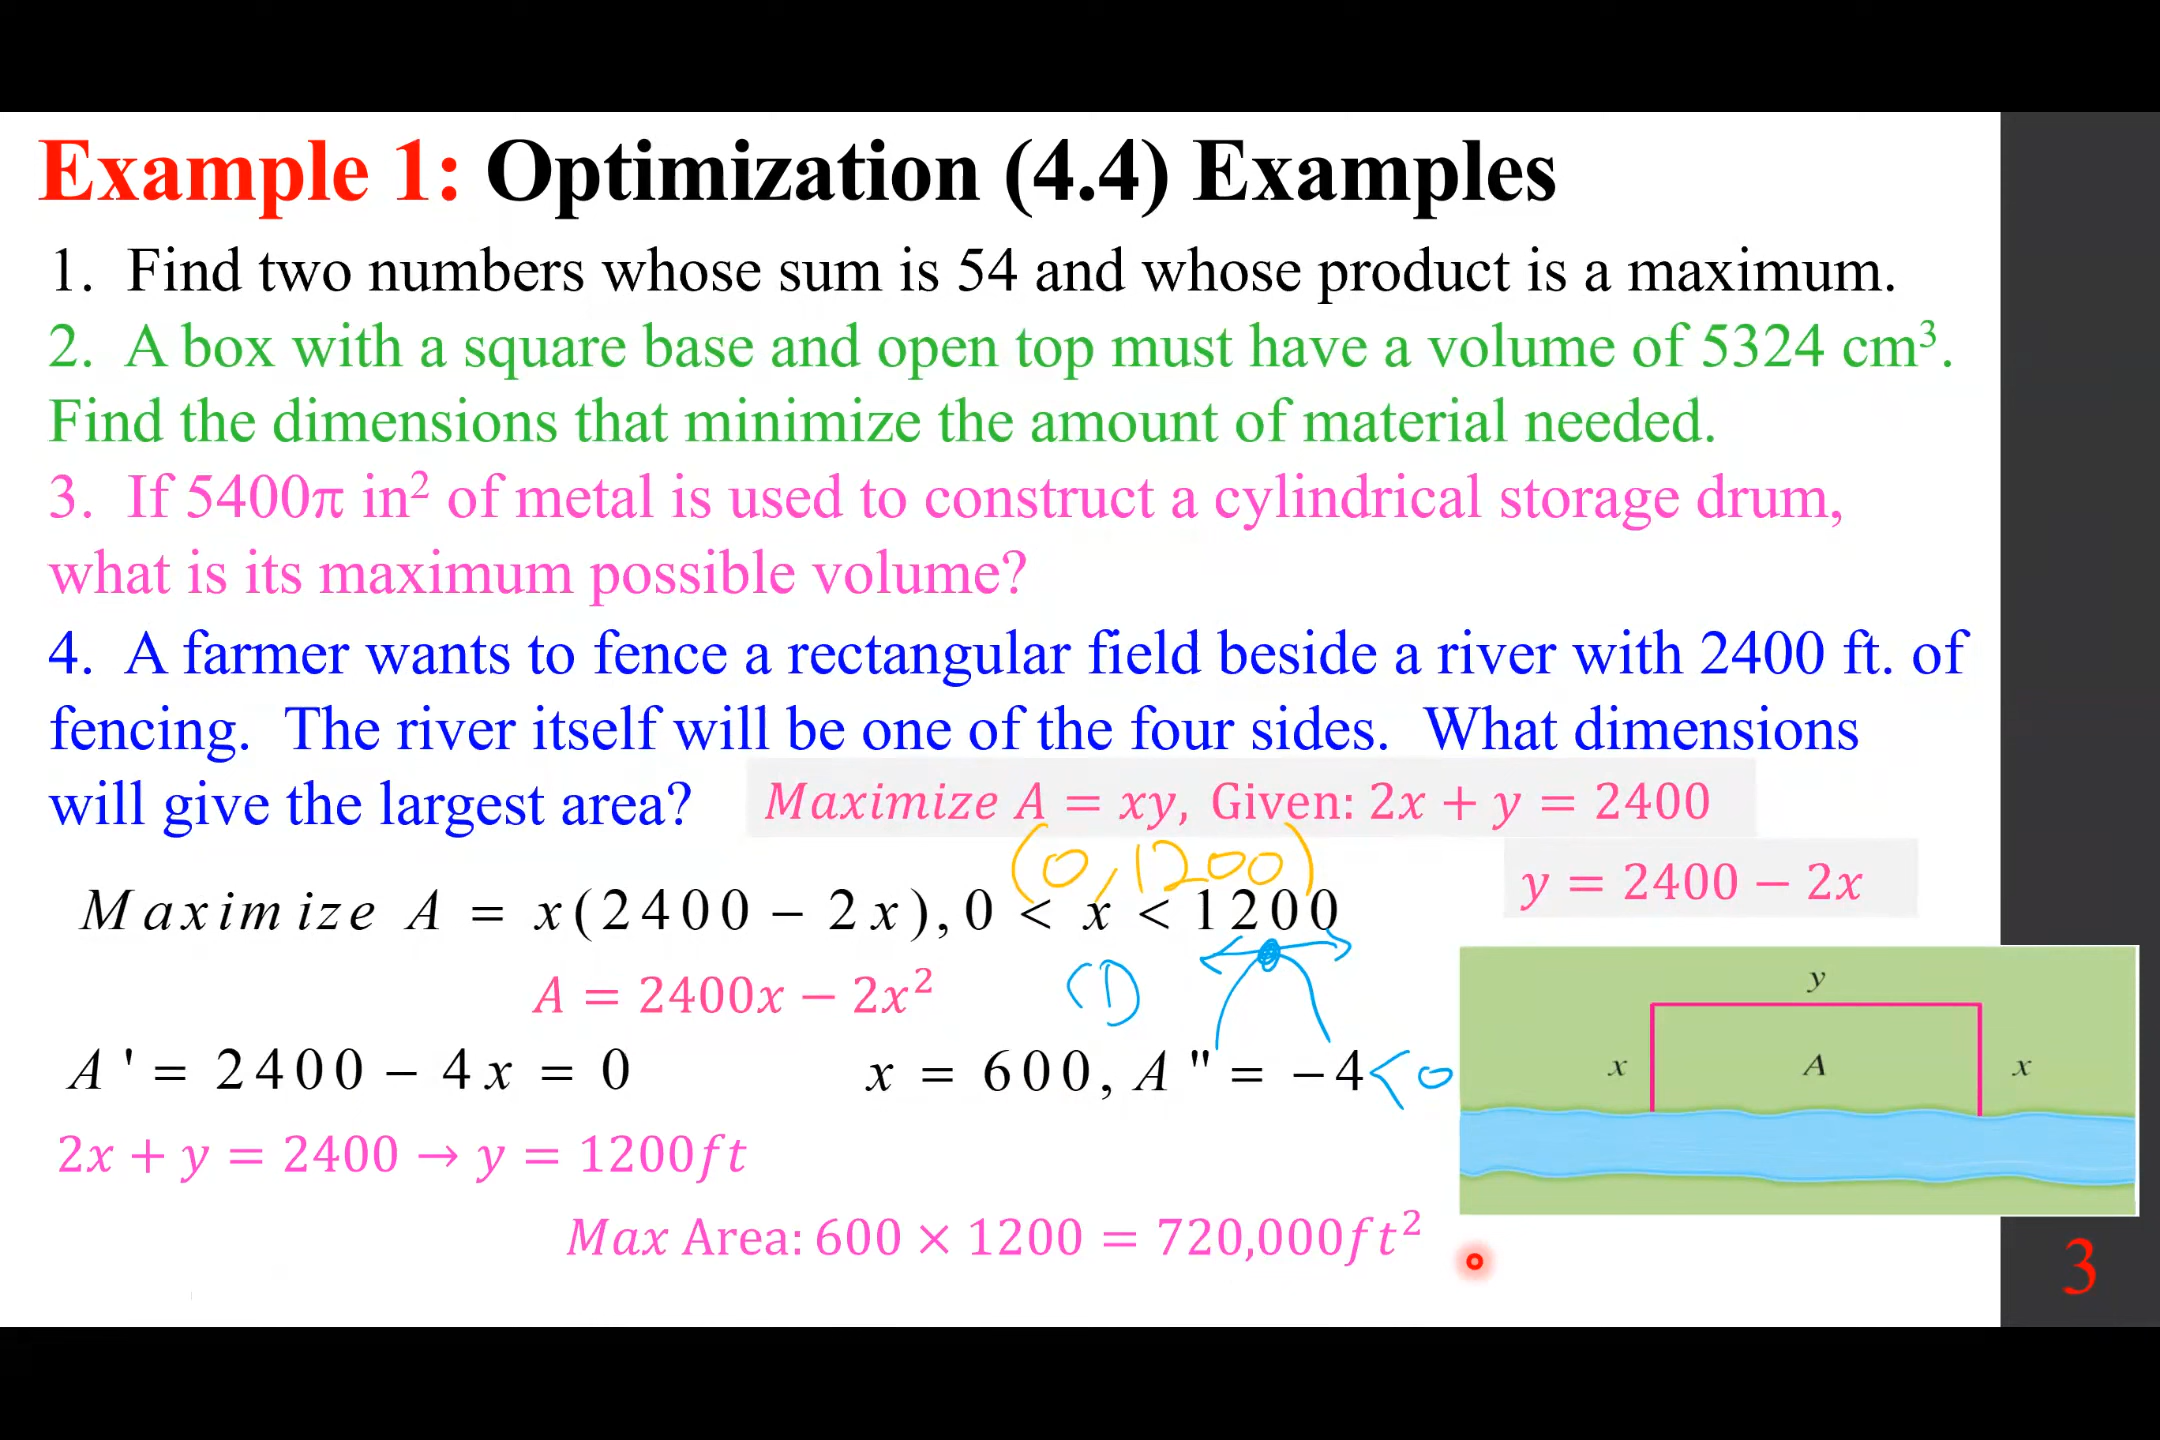 Example 1: Optimization (4.4) Examples
1. Find two numbers whose sum is 54 and whose product is a maximum.
2. A box with a square base and open top must have a volume of 5324 cm³.
Find the dimensions that minimize the amount of material needed.
3. If 5400π in² of metal is used to construct a cylindrical storage drum,
what is its maximum possible volume?
4. A farmer wants to fence a rectangular field beside a river with 2400 ft. of
fencing. The river itself will be one of the four sides. What dimensions
will give the largest area? Maximize A = xy, Given: 2x + y = 2400
(0,1200)
y = 2400 − 2x
Maximize A = x(2400 − 2x), 0 < x < 1200
A = 2400x − 2x²
(1)
A' = 2400 − 4x = 0
x = 600, A" = −4 < 0
y
x A x
2x + y = 2400 → y = 1200ft
Max Area: 600 × 1200 = 720,000ft²
3